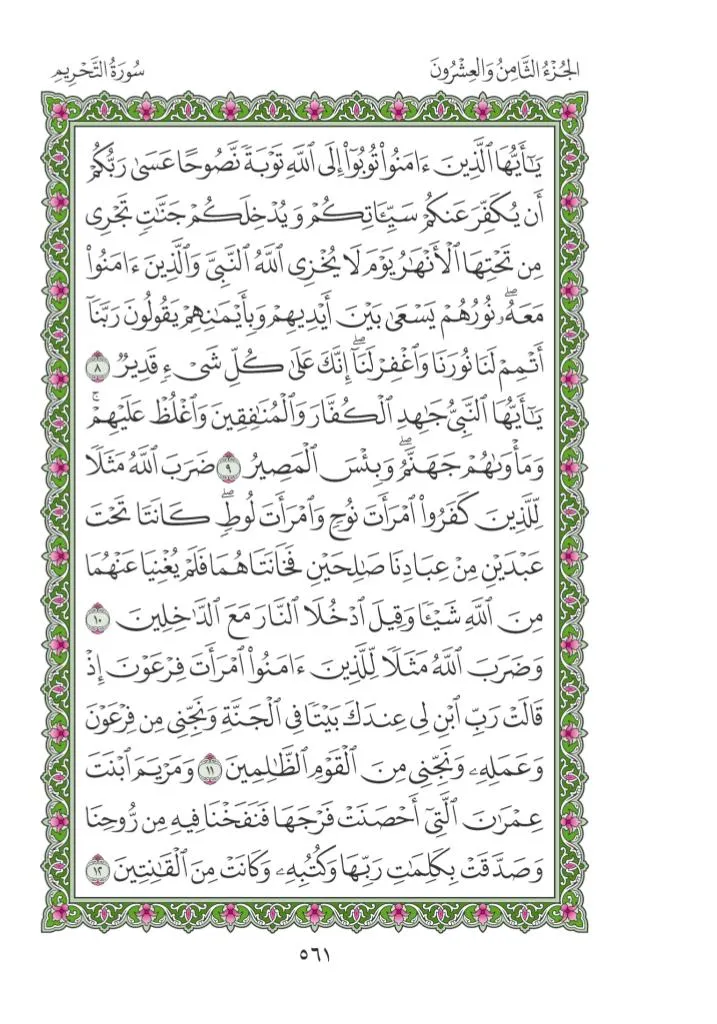 الجُزْءُ الثَّامِنُ وَالعِشْرُونَ
سُورَةُ التَّحْرِيمِ
يَٰٓأَيُّهَا ٱلَّذِينَ ءَامَنُوا۟ تُوبُوٓا۟ إِلَى ٱللَّهِ تَوْبَةً نَّصُوحًا عَسَىٰ رَبُّكُمْ
أَن يُكَفِّرَ عَنكُمْ سَيِّـَٔاتِكُمْ وَيُدْخِلَكُمْ جَنَّٰتٍ تَجْرِى
مِن تَحْتِهَا ٱلْأَنْهَٰرُ يَوْمَ لَا يُخْزِى ٱللَّهُ ٱلنَّبِىَّ وَٱلَّذِينَ ءَامَنُوا۟
مَعَهُۥ ۖ نُورُهُمْ يَسْعَىٰ بَيْنَ أَيْدِيهِمْ وَبِأَيْمَٰنِهِمْ يَقُولُونَ رَبَّنَآ
أَتْمِمْ لَنَا نُورَنَا وَٱغْفِرْ لَنَآ ۖ إِنَّكَ عَلَىٰ كُلِّ شَىْءٍ قَدِيرٌ ٨
يَٰٓأَيُّهَا ٱلنَّبِىُّ جَٰهِدِ ٱلْكُفَّارَ وَٱلْمُنَٰفِقِينَ وَٱغْلُظْ عَلَيْهِمْ ۚ
وَمَأْوَىٰهُمْ جَهَنَّمُ ۖ وَبِئْسَ ٱلْمَصِيرُ ٩ ضَرَبَ ٱللَّهُ مَثَلًا
لِّلَّذِينَ كَفَرُوا۟ ٱمْرَأَتَ نُوحٍ وَٱمْرَأَتَ لُوطٍ ۖ كَانَتَا تَحْتَ
عَبْدَيْنِ مِنْ عِبَادِنَا صَٰلِحَيْنِ فَخَانَتَاهُمَا فَلَمْ يُغْنِيَا عَنْهُمَا
مِنَ ٱللَّهِ شَيْـًٔا وَقِيلَ ٱدْخُلَا ٱلنَّارَ مَعَ ٱلدَّٰخِلِينَ ١٠
وَضَرَبَ ٱللَّهُ مَثَلًا لِّلَّذِينَ ءَامَنُوا۟ ٱمْرَأَتَ فِرْعَوْنَ إِذْ
قَالَتْ رَبِّ ٱبْنِ لِى عِندَكَ بَيْتًا فِى ٱلْجَنَّةِ وَنَجِّنِى مِن فِرْعَوْنَ
وَعَمَلِهِۦ وَنَجِّنِى مِنَ ٱلْقَوْمِ ٱلظَّٰلِمِينَ ١١ وَمَرْيَمَ ٱبْنَتَ
عِمْرَٰنَ ٱلَّتِىٓ أَحْصَنَتْ فَرْجَهَا فَنَفَخْنَا فِيهِ مِن رُّوحِنَا
وَصَدَّقَتْ بِكَلِمَٰتِ رَبِّهَا وَكُتُبِهِۦ وَكَانَتْ مِنَ ٱلْقَٰنِتِينَ ١٢
٥٦١